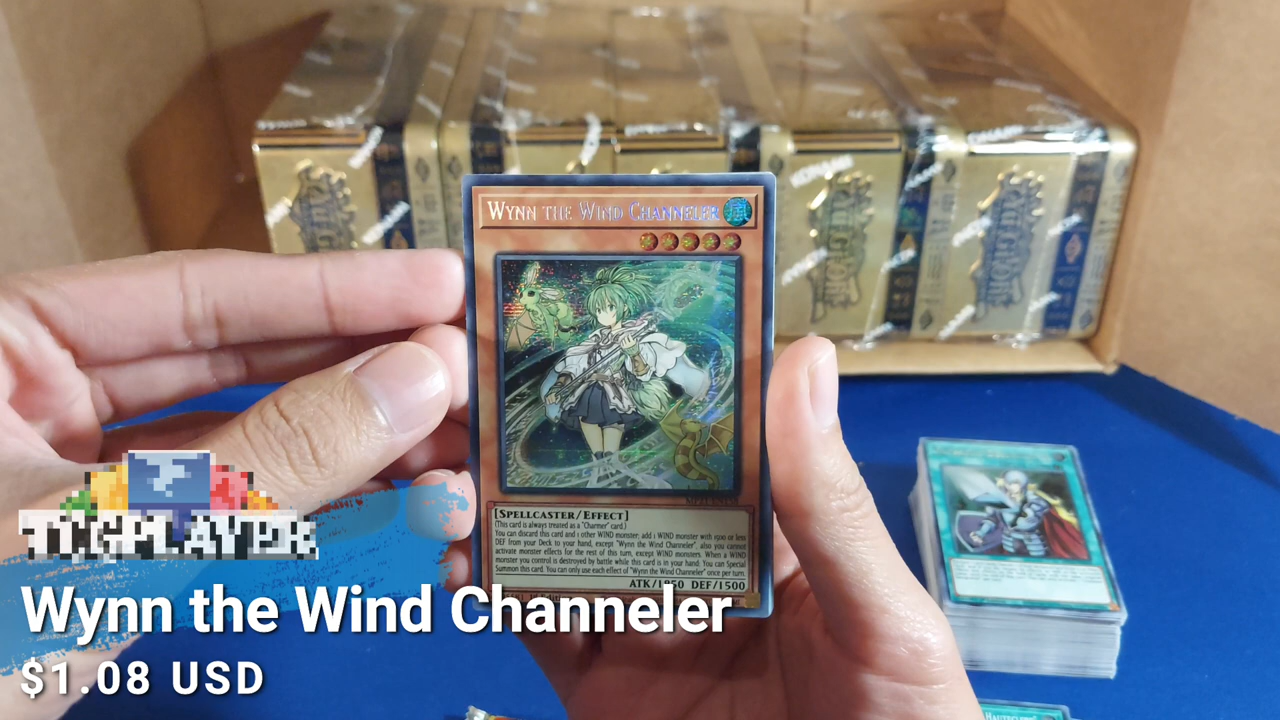 WYNN THE WIND CHANNELER
[SPELLCASTER/EFFECT]
(This card is always treated as a "Charmer" card.)
You can discard this card and 1 other WIND monster: add 1 WIND monster with 1500 or less
DEF from your Deck to your hand, except "Wynn the Wind Channeler", also you cannot
activate monster effects for the rest of this turn, except WIND monsters. When a WIND
monster you control is destroyed by battle while this card is in your hand: You can Special
Summon this card. You can only use each effect of "Wynn the Wind Channeler" once per turn.
ATK/1850 DEF/1500
KONAMI
TCGPLAYER
Wynn the Wind Channeler
$1.08 USD